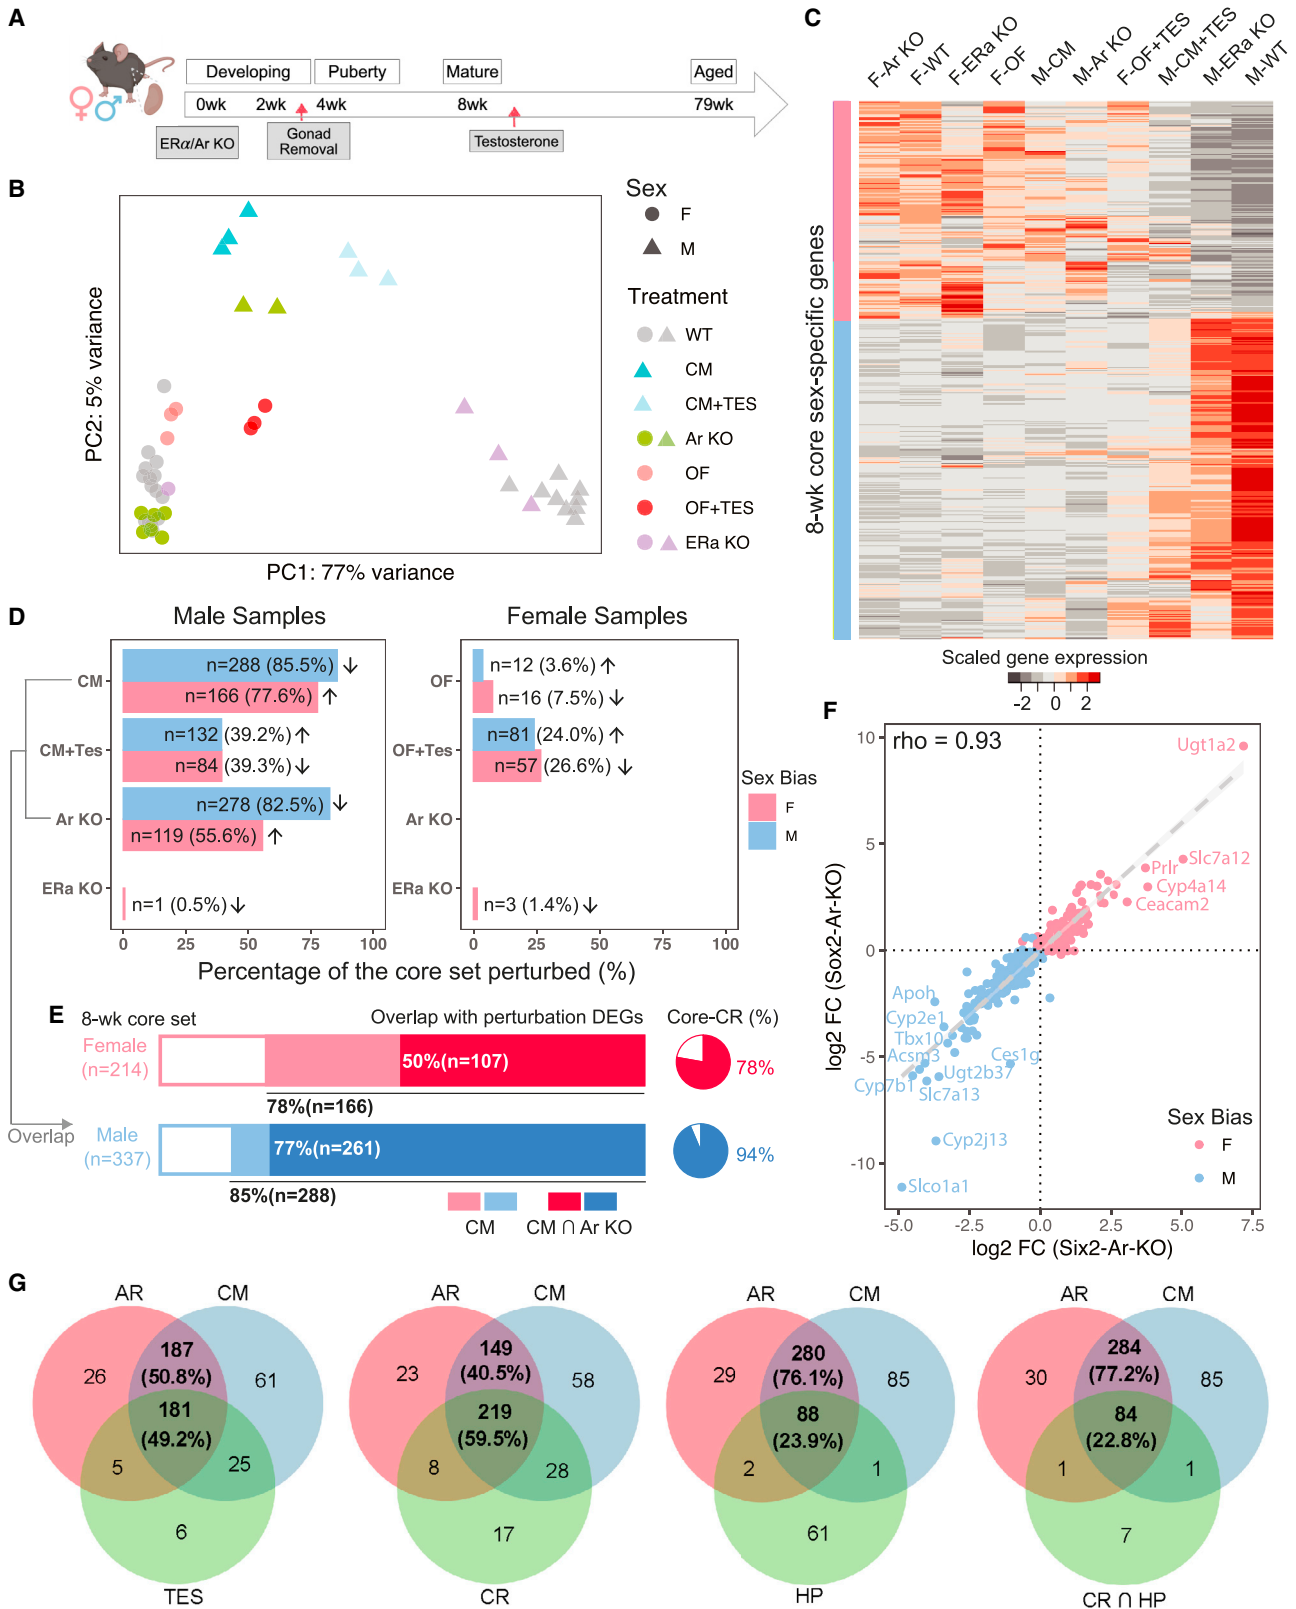 A
Developing
Puberty
Mature
Aged
0wk
2wk
4wk
8wk
79wk
ERα/Ar KO
Gonad
Removal
Testosterone
B
PC2: 5% variance
PC1: 77% variance
Sex
F
M
Treatment
WT
CM
CM+TES
Ar KO
OF
OF+TES
ERa KO
C
F-Ar KO
F-WT
F-ERa KO
F-OF
M-CM
M-Ar KO
F-OF+TES
M-CM+TES
M-ERa KO
M-WT
8-wk core sex-specific genes
Scaled gene expression
-2 0 2
D
Male Samples
Female Samples
CM
n=288 (85.5%) ↓
n=166 (77.6%) ↑
CM+Tes
n=132 (39.2%) ↑
n=84 (39.3%) ↓
Ar KO
n=278 (82.5%) ↓
n=119 (55.6%) ↑
ERa KO
n=1 (0.5%) ↓
0 25 50 75 100
OF
n=12 (3.6%) ↑
n=16 (7.5%) ↓
OF+Tes
n=81 (24.0%) ↑
n=57 (26.6%) ↓
Ar KO
ERa KO
n=3 (1.4%) ↓
0 25 50 75 100
Percentage of the core set perturbed (%)
Sex Bias
F
M
E
8-wk core set
Overlap with perturbation DEGs
Core-CR (%)
Female
(n=214)
50%(n=107)
78%
78%(n=166)
Overlap
Male
(n=337)
77%(n=261)
94%
85%(n=288)
CM
CM ∩ Ar KO
F
rho = 0.93
log2 FC (Sox2-Ar-KO)
10
5
0
-5
-10
Ugt1a2
Slc7a12
Prlr
Cyp4a14
Ceacam2
Apoh
Cyp2e1
Tbx10
Acsm3
Ces1g
Cyp7b1
Ugt2b37
Slc7a13
Cyp2j13
Slco1a1
Sex Bias
F
M
-5.0 -2.5 0.0 2.5 5.0 7.5
log2 FC (Six2-Ar-KO)
G
AR
CM
26
187
(50.8%)
61
181
(49.2%)
5
25
6
TES
AR
CM
23
149
(40.5%)
58
219
(59.5%)
8
28
17
CR
AR
CM
29
280
(76.1%)
85
88
(23.9%)
2
1
61
HP
AR
CM
30
284
(77.2%)
85
84
(22.8%)
1
1
7
CR ∩ HP